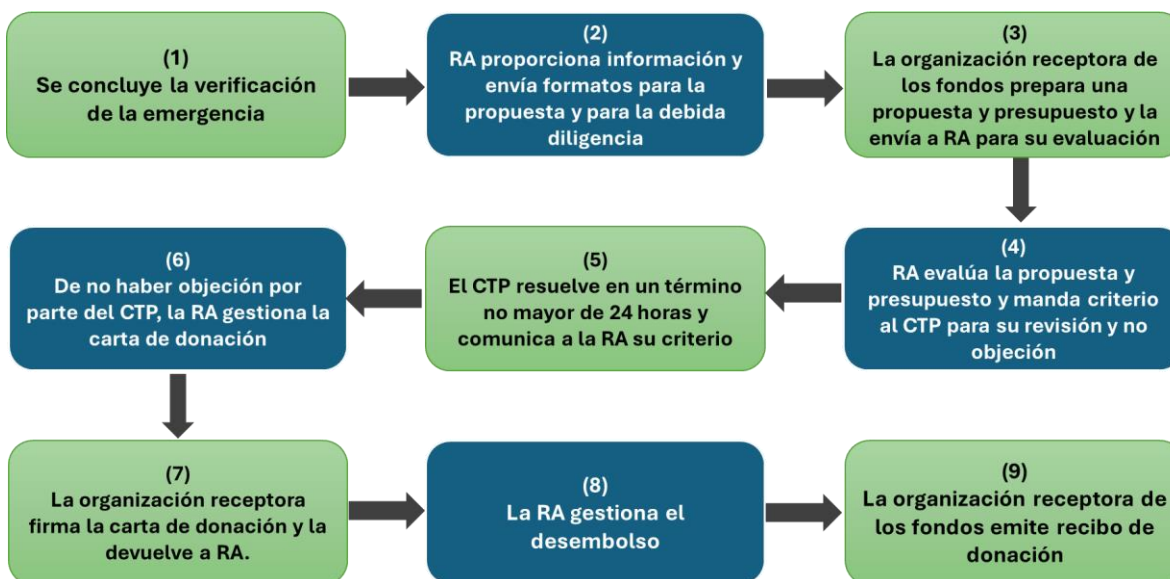 (1)
Se concluye la verificación
de la emergencia
(2)
RA proporciona información y
envía formatos para la
propuesta y para la debida
diligencia
(3)
La organización receptora de
los fondos prepara una
propuesta y presupuesto y la
envía a RA para su evaluación
(4)
RA evalúa la propuesta y
presupuesto y manda criterio
al CTP para su revisión y no
objeción
(5)
El CTP resuelve en un término
no mayor de 24 horas y
comunica a la RA su criterio
(6)
De no haber objeción por
parte del CTP, la RA gestiona la
carta de donación
(7)
La organización receptora
firma la carta de donación y la
devuelve a RA.
(8)
La RA gestiona el
desembolso
(9)
La organización receptora de
los fondos emite recibo de
donación